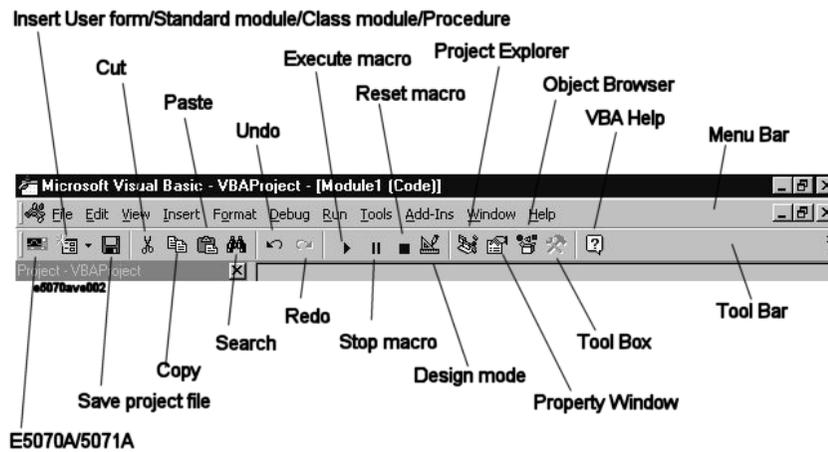 Insert User form/Standard module/Class module/Procedure
Cut
Execute macro
Project Explorer
Paste
Reset macro
Object Browser
Undo
VBA Help
Menu Bar
Microsoft Visual Basic - VBAProject - [Module1 (Code)]
File Edit View Insert Format Debug Run Tools Add-Ins Window Help
Project - VBAProject
e5070ave002
Redo
Tool Bar
Search
Stop macro
Tool Box
Copy
Design mode
Save project file
Property Window
E5070A/5071A